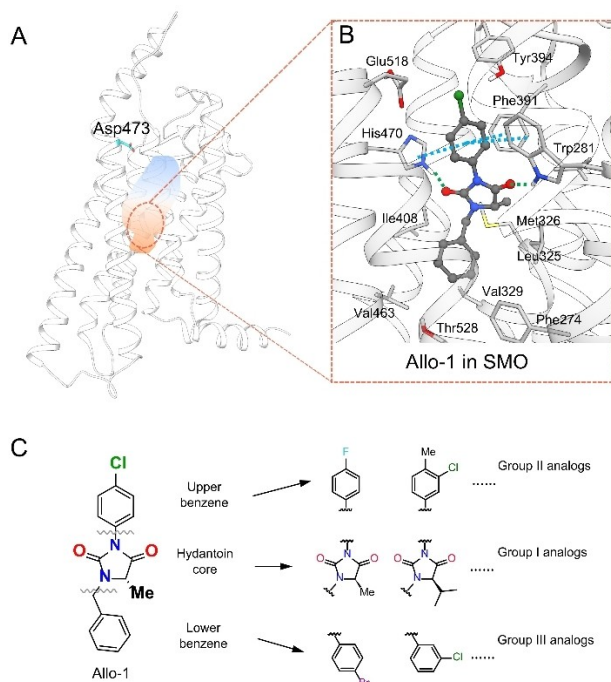 A
Asp473
B
Tyr394
Glu518
Phe391
His470
Trp281
Ile408
Met326
Leu325
Val329
Val463
Phe274
Thr528
Allo-1 in SMO
C
Cl
F
Me
Cl
Upper
benzene
Group II analogs
N
O
O
N
Me
Hydantoin
core
N
O
O
N
Me
N
O
O
N
Group I analogs
Lower
benzene
Cl
Group III analogs
Allo-1